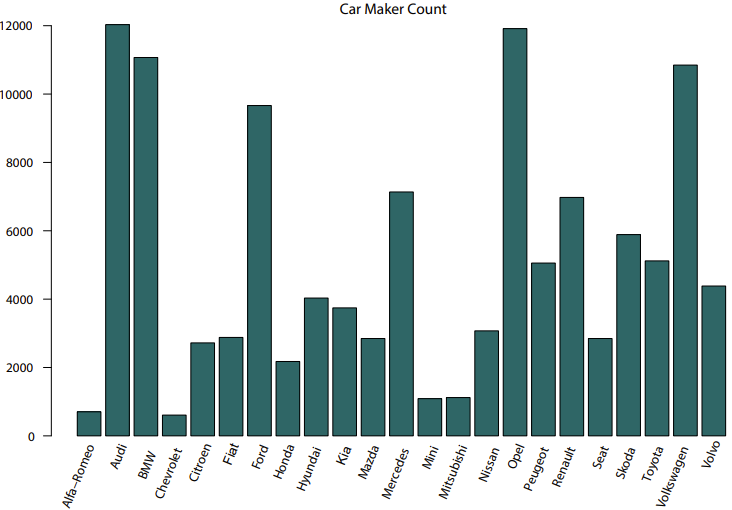 Car Maker Count
12000
10000
8000
6000
4000
2000
0
Alfa−Romeo
Audi
BMW
Chevrolet
Citroen
Fiat
Ford
Honda
Hyundai
Kia
Mazda
Mercedes
Mini
Mitsubishi
Nissan
Opel
Peugeot
Renault
Seat
Skoda
Toyota
Volkswagen
Volvo